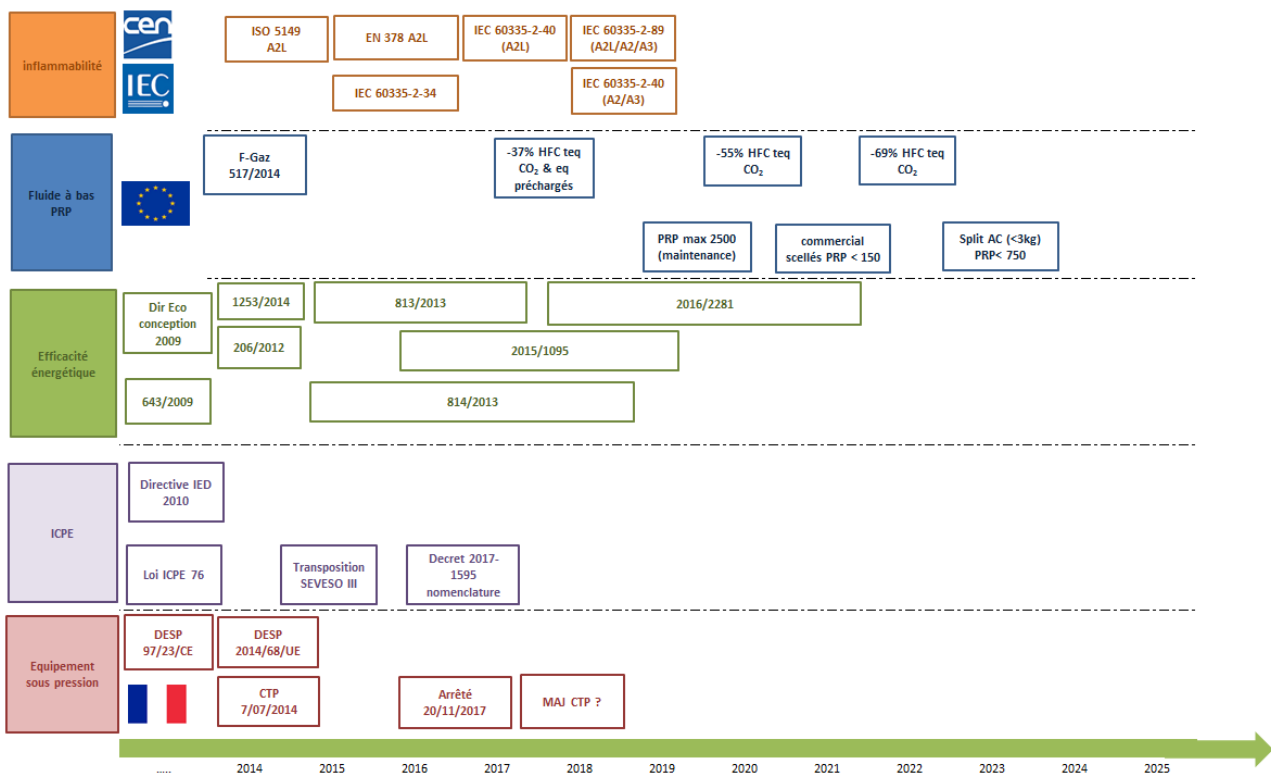 inflammabilité
cen
IEC
ISO 5149
A2L
EN 378 A2L
IEC 60335-2-40
(A2L)
IEC 60335-2-89
(A2L/A2/A3)
IEC 60335-2-34
IEC 60335-2-40
(A2/A3)
Fluide à bas
PRP
F-Gaz
517/2014
-37% HFC teq
CO₂ & eq
préchargés
-55% HFC teq
CO₂
-69% HFC teq
CO₂
PRP max 2500
(maintenance)
commercial
scellés PRP < 150
Split AC (<3kg)
PRP< 750
Efficacité
énergétique
Dir Eco
conception
2009
1253/2014
813/2013
2016/2281
206/2012
2015/1095
643/2009
814/2013
ICPE
Directive IED
2010
Loi ICPE 76
Transposition
SEVESO III
Decret 2017-
1595
nomenclature
Equipement
sous pression
DESP
97/23/CE
DESP
2014/68/UE
CTP
7/07/2014
Arrêté
20/11/2017
MAJ CTP ?
..... 2014 2015 2016 2017 2018 2019 2020 2021 2022 2023 2024 2025